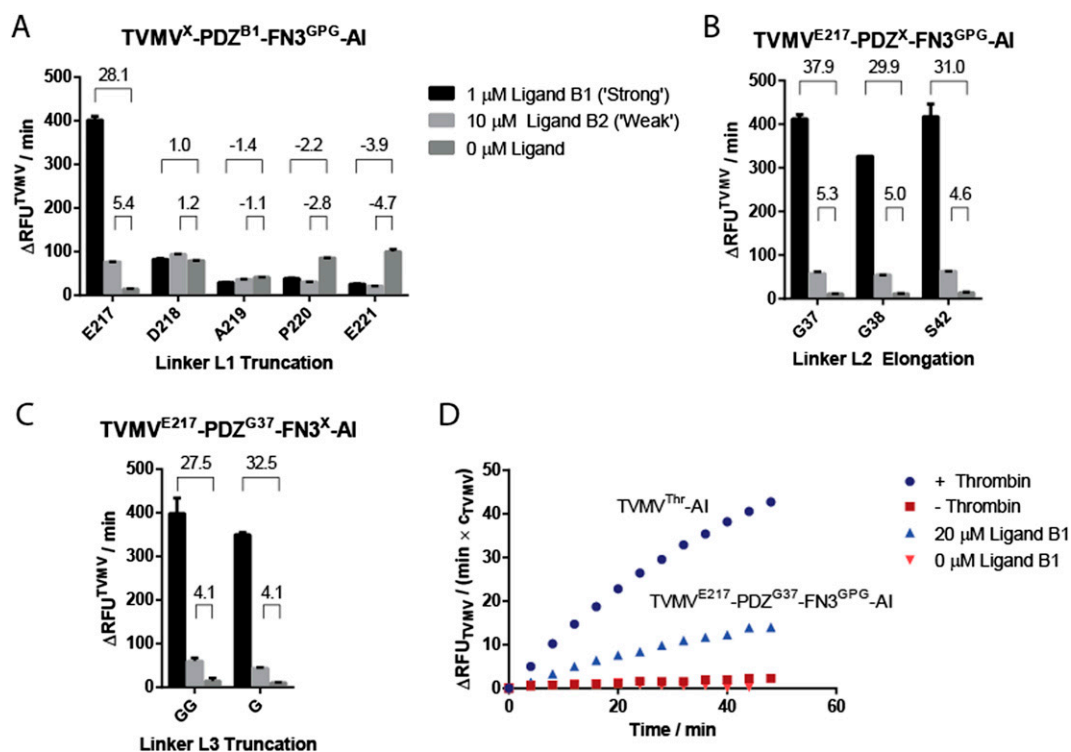 A
TVMV^X-PDZ^B1-FN3^GPG-AI
ΔRFU^TVMV / min
500
400
300
200
100
0
28.1
5.4
1.0
1.2
-1.4
-1.1
-2.2
-2.8
-3.9
-4.7
E217
D218
A219
P220
E221
Linker L1 Truncation
1 µM Ligand B1 ('Strong')
10 µM Ligand B2 ('Weak')
0 µM Ligand
B
TVMV^E217-PDZ^X-FN3^GPG-AI
ΔRFU^TVMV / min
500
400
300
200
100
0
37.9
5.3
29.9
5.0
31.0
4.6
G37
G38
S42
Linker L2 Elongation
C
TVMV^E217-PDZ^G37-FN3^X-AI
ΔRFU^TVMV / min
500
400
300
200
100
0
27.5
4.1
32.5
4.1
GG
G
Linker L3 Truncation
D
ΔRFU_TVMV / (min × c_TVMV)
50
40
30
20
10
0
TVMV^Thr-AI
TVMV^E217-PDZ^G37-FN3^GPG-AI
0
20
40
60
Time / min
+ Thrombin
- Thrombin
20 µM Ligand B1
0 µM Ligand B1